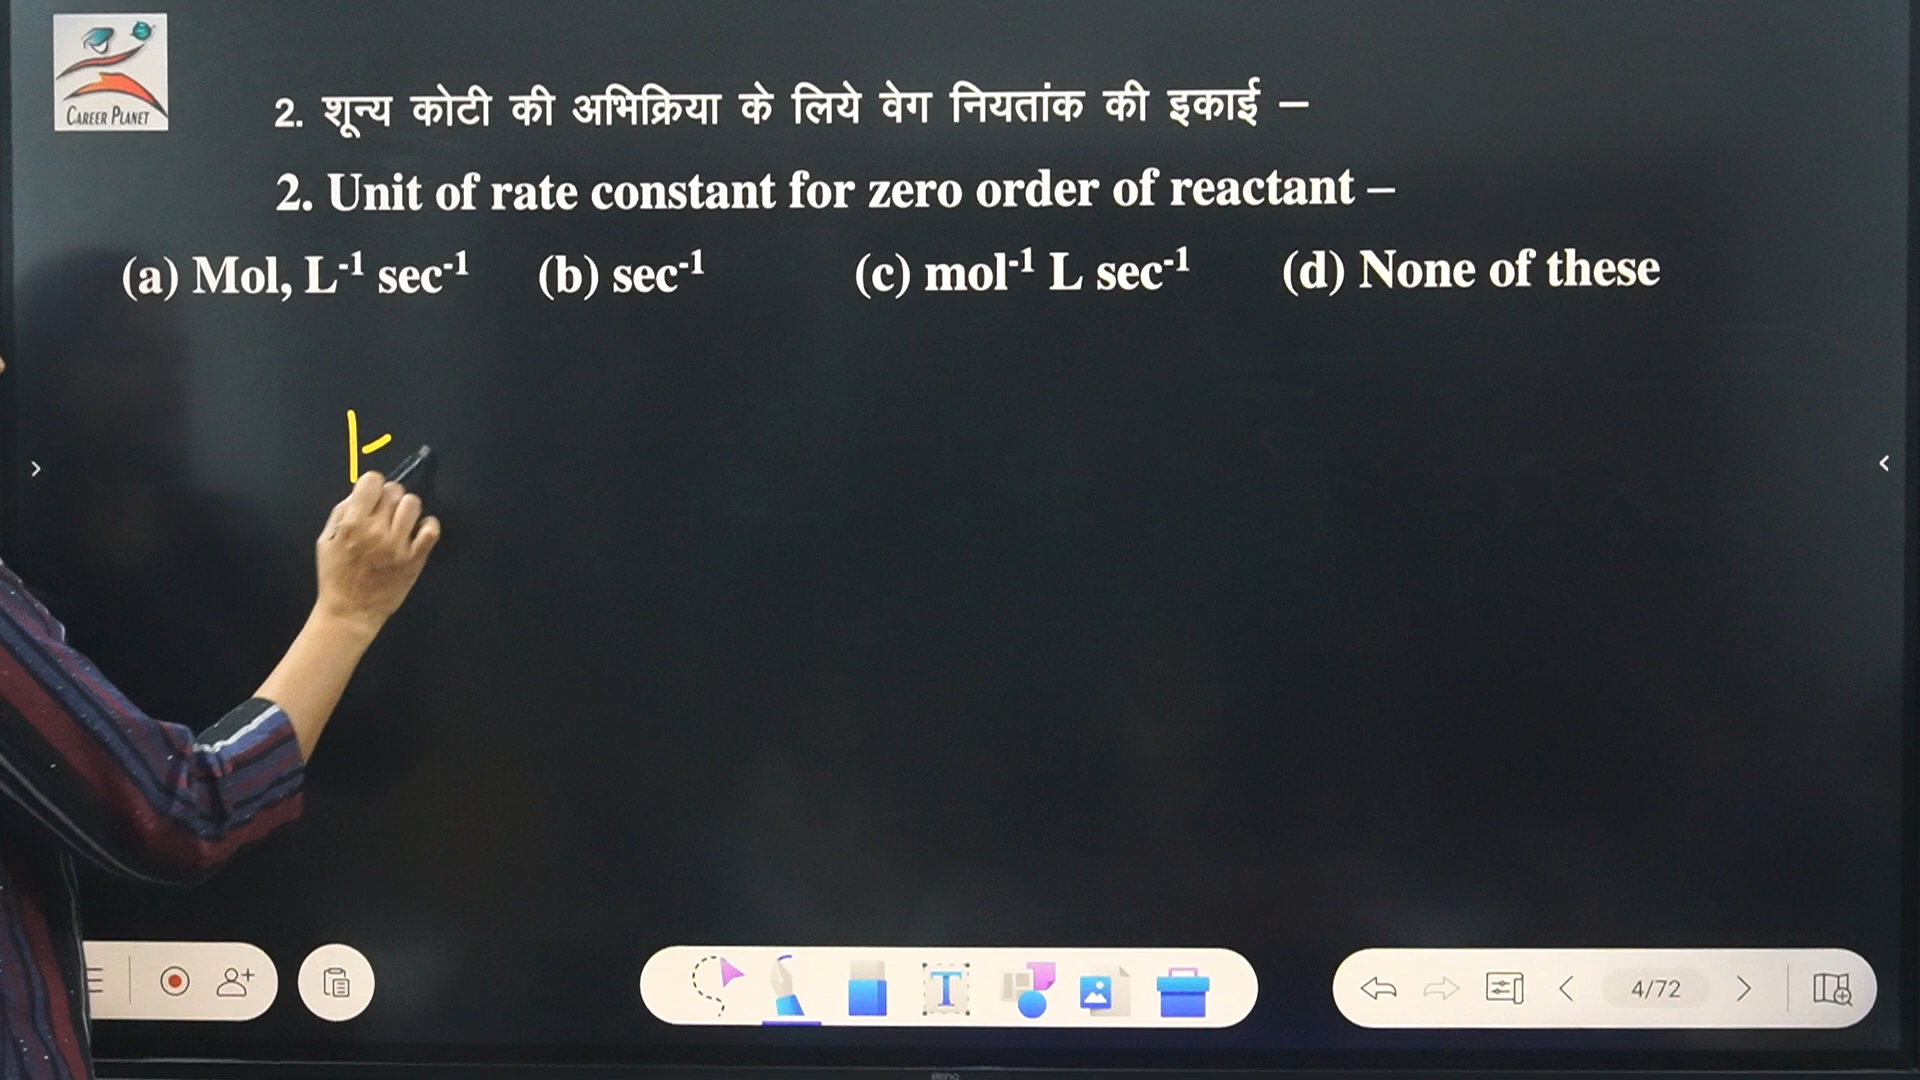 CAREER PLANET
2. शून्य कोटी की अभिक्रिया के लिये वेग नियतांक की इकाई –
2. Unit of rate constant for zero order of reactant –
(a) Mol, L⁻¹ sec⁻¹ (b) sec⁻¹ (c) mol⁻¹ L sec⁻¹ (d) None of these
4/72